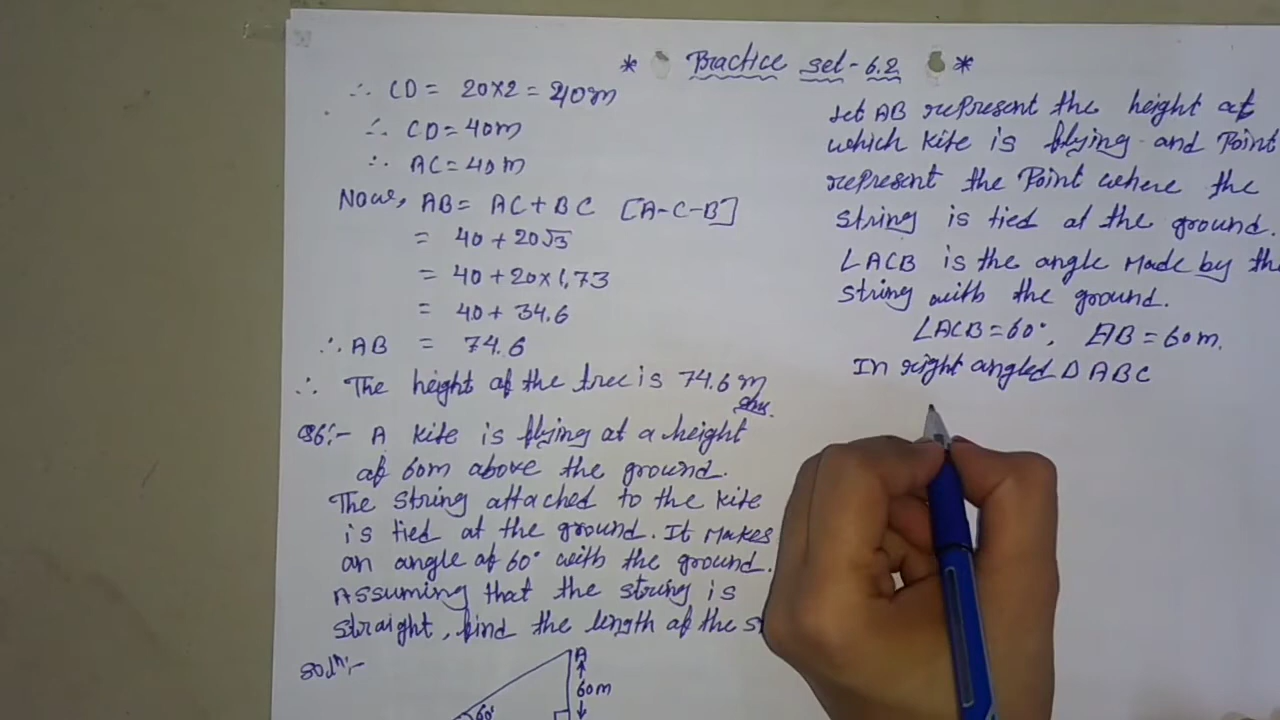 * Practice set-6.2 *
∴ CD = 20×2 = 40m
∴ CD = 40m
∴ AC = 40m
Now, AB = AC + BC [A-C-B]
= 40 + 20√3
= 40 + 20×1.73
= 40 + 34.6
∴ AB = 74.6
∴ The height of the tree is 74.6 m
Ans.
Q6:- A kite is flying at a height
of 60m above the ground.
The string attached to the kite
is tied at the ground. It makes
an angle of 60° with the ground.
Assuming that the string is
straight, find the length of the
Solⁿ:-
A
60m
60°
Let AB represent the height at
which kite is flying and Point
represent the Point where the
string is tied at the ground.
∠ACB is the angle made by the
string with the ground.
∠ACB = 60°, AB = 60m.
In right angled Δ ABC